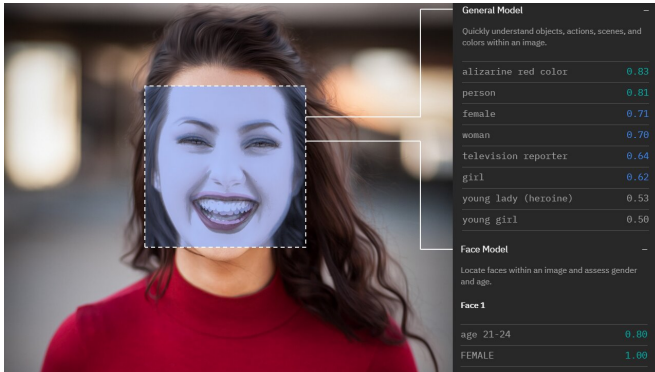 General Model –
Quickly understand objects, actions, scenes, and
colors within an image.
alizarine red color 0.83
person 0.81
female 0.71
woman 0.70
television reporter 0.64
girl 0.62
young lady (heroine) 0.53
young girl 0.50
Face Model –
Locate faces within an image and assess gender
and age.
Face 1
age 21-24 0.80
FEMALE 1.00